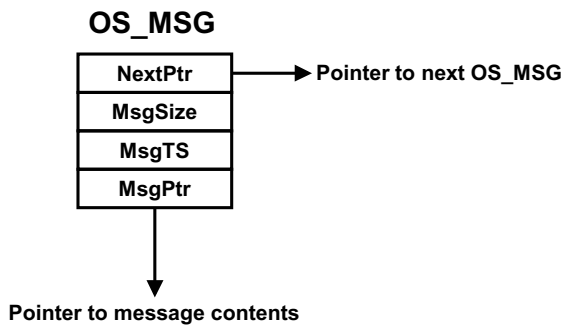 OS_MSG
NextPtr
Pointer to next OS_MSG
MsgSize
MsgTS
MsgPtr
Pointer to message contents